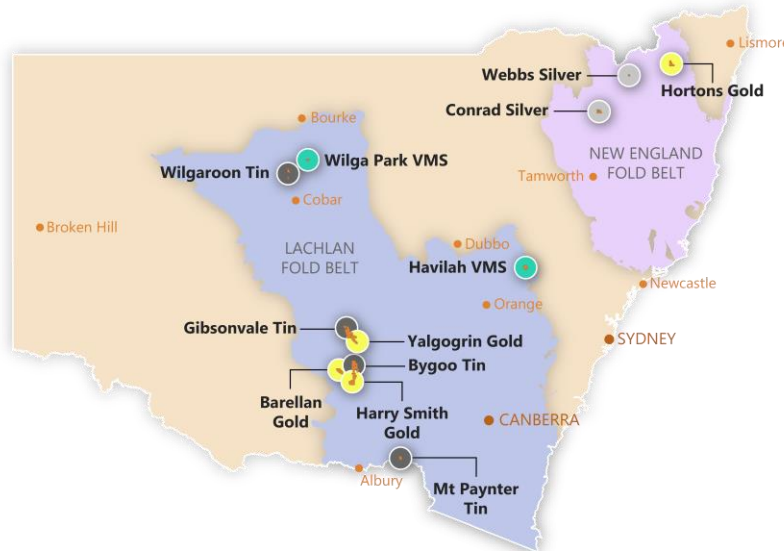 Lismore
Webbs Silver
Hortons Gold
Conrad Silver
Bourke
NEW ENGLAND
FOLD BELT
Wilga Park VMS
Wilgaroon Tin
Tamworth
Cobar
Broken Hill
LACHLAN
FOLD BELT
Dubbo
Havilah VMS
Newcastle
Orange
Gibsonvale Tin
Yalgogrin Gold
SYDNEY
Bygoo Tin
Barellan
Gold
Harry Smith
Gold
CANBERRA
Albury
Mt Paynter
Tin